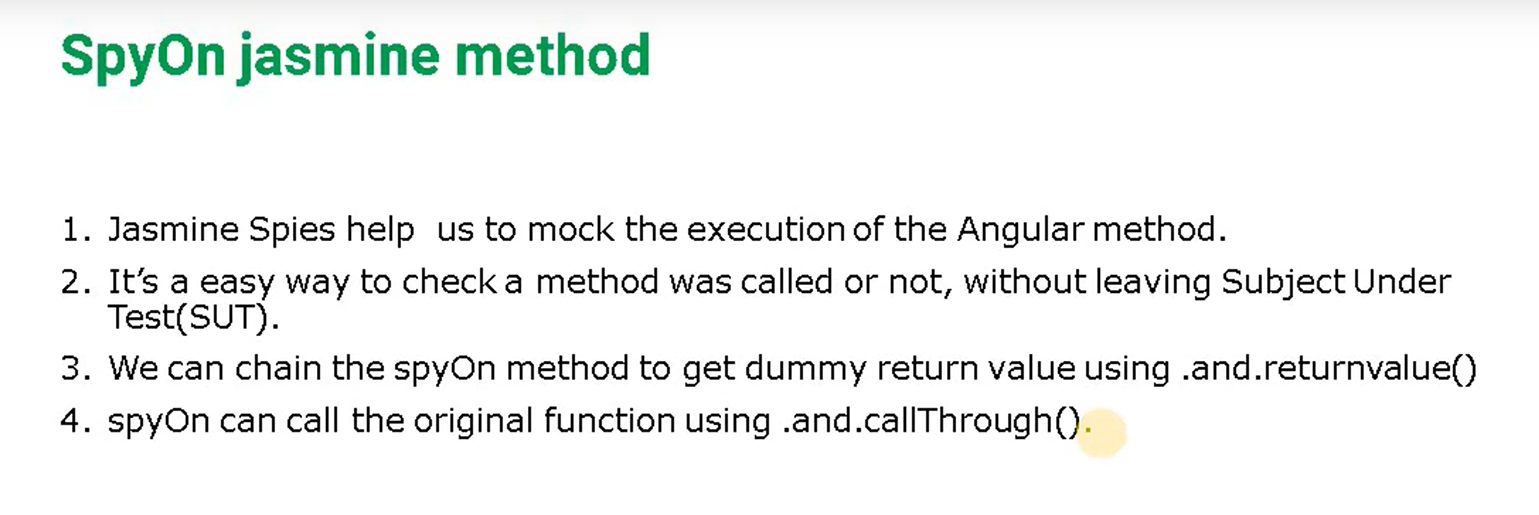 SpyOn jasmine method
1. Jasmine Spies help us to mock the execution of the Angular method.
2. It’s a easy way to check a method was called or not, without leaving Subject Under
Test(SUT).
3. We can chain the spyOn method to get dummy return value using .and.returnvalue()
4. spyOn can call the original function using .and.callThrough().